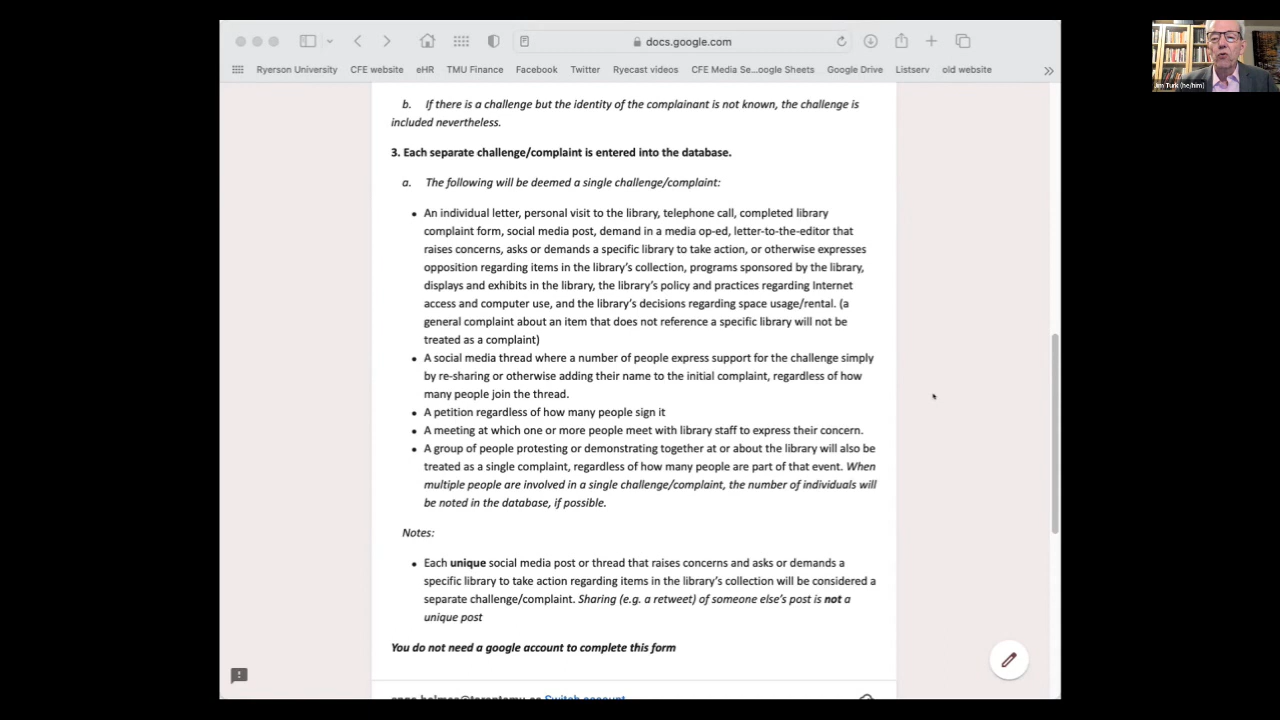 docs.google.com
Ryerson University CFE website eHR TMU Finance Facebook Twitter Ryecast videos CFE Media Se...oogle Sheets Google Drive Listserv old website
Jim Turk (he/him)
b. If there is a challenge but the identity of the complainant is not known, the challenge is
included nevertheless.
3. Each separate challenge/complaint is entered into the database.
a. The following will be deemed a single challenge/complaint:
• An individual letter, personal visit to the library, telephone call, completed library
complaint form, social media post, demand in a media op-ed, letter-to-the-editor that
raises concerns, asks or demands a specific library to take action, or otherwise expresses
opposition regarding items in the library's collection, programs sponsored by the library,
displays and exhibits in the library, the library's policy and practices regarding Internet
access and computer use, and the library's decisions regarding space usage/rental. (a
general complaint about an item that does not reference a specific library will not be
treated as a complaint)
• A social media thread where a number of people express support for the challenge simply
by re-sharing or otherwise adding their name to the initial complaint, regardless of how
many people join the thread.
• A petition regardless of how many people sign it
• A meeting at which one or more people meet with library staff to express their concern.
• A group of people protesting or demonstrating together at or about the library will also be
treated as a single complaint, regardless of how many people are part of that event. When
multiple people are involved in a single challenge/complaint, the number of individuals will
be noted in the database, if possible.
Notes:
• Each unique social media post or thread that raises concerns and asks or demands a
specific library to take action regarding items in the library's collection will be considered a
separate challenge/complaint. Sharing (e.g. a retweet) of someone else's post is not a
unique post
You do not need a google account to complete this form
Switch account